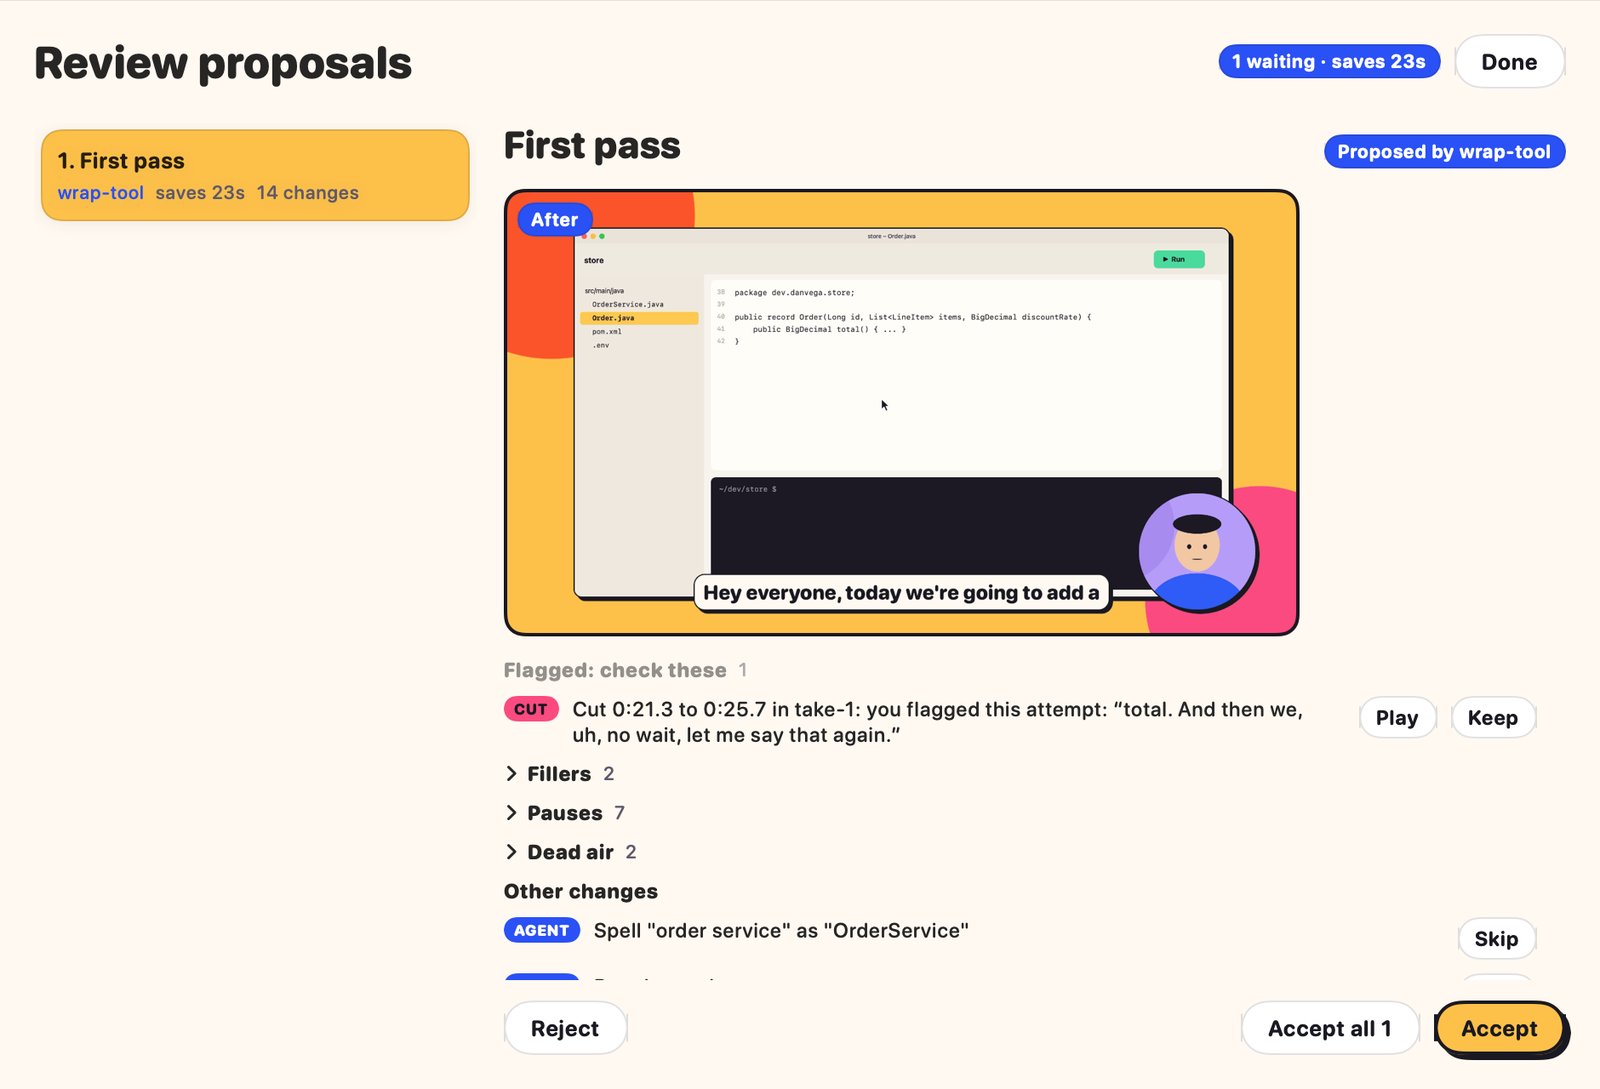 Review proposals
1 waiting · saves 23s
Done
1. First pass
wrap-tool saves 23s 14 changes
First pass
Proposed by wrap-tool
After
store – Order.java
store
▶ Run
src/main/java
OrderService.java
Order.java
pom.xml
.env
38 package dev.danvega.store;
39
40 public record Order(Long id, List<LineItem> items, BigDecimal discountRate) {
41 public BigDecimal total() { ... }
42 }
~/dev/store $
Hey everyone, today we're going to add a
Flagged: check these 1
CUT
Cut 0:21.3 to 0:25.7 in take-1: you flagged this attempt: “total. And then we,
uh, no wait, let me say that again.”
Play
Keep
Fillers 2
Pauses 7
Dead air 2
Other changes
AGENT
Spell "order service" as "OrderService"
Skip
Reject
Accept all 1
Accept